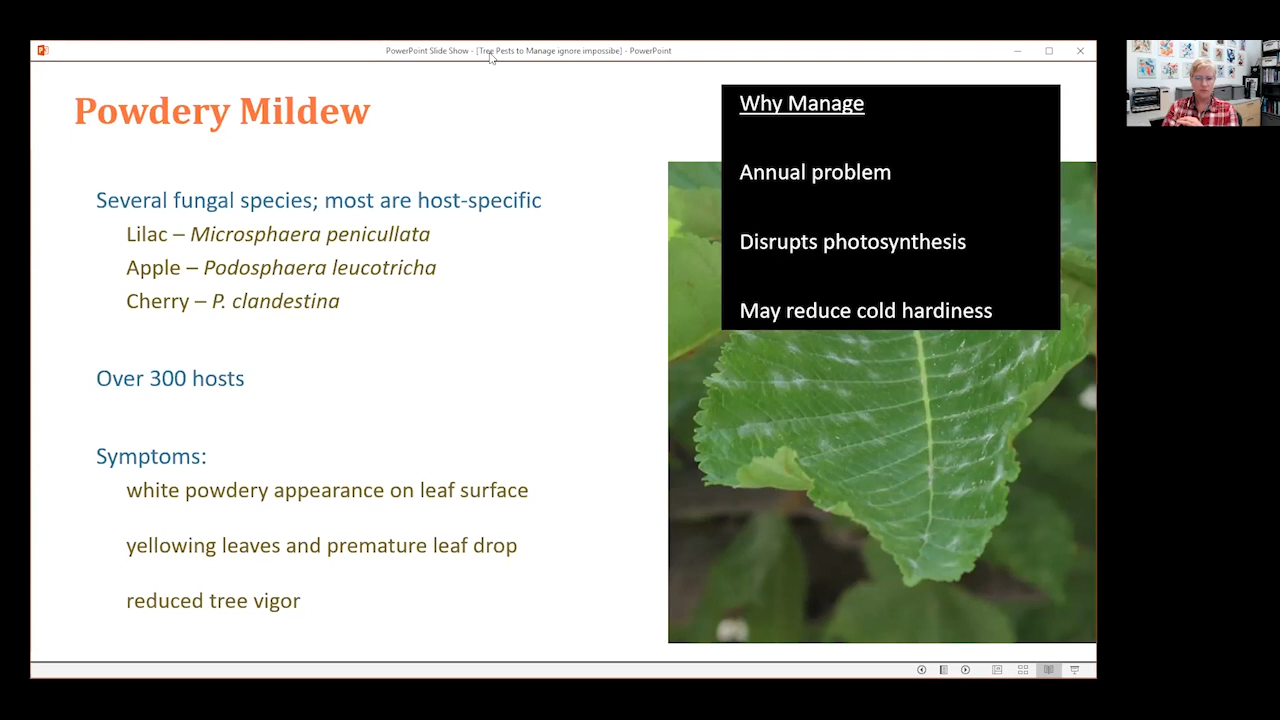 PowerPoint Slide Show - [Tree Pests to Manage ignore impossibe] - PowerPoint
Powdery Mildew
Several fungal species; most are host-specific
Lilac – Microsphaera penicullata
Apple – Podosphaera leucotricha
Cherry – P. clandestina
Over 300 hosts
Symptoms:
white powdery appearance on leaf surface
yellowing leaves and premature leaf drop
reduced tree vigor
Why Manage
Annual problem
Disrupts photosynthesis
May reduce cold hardiness